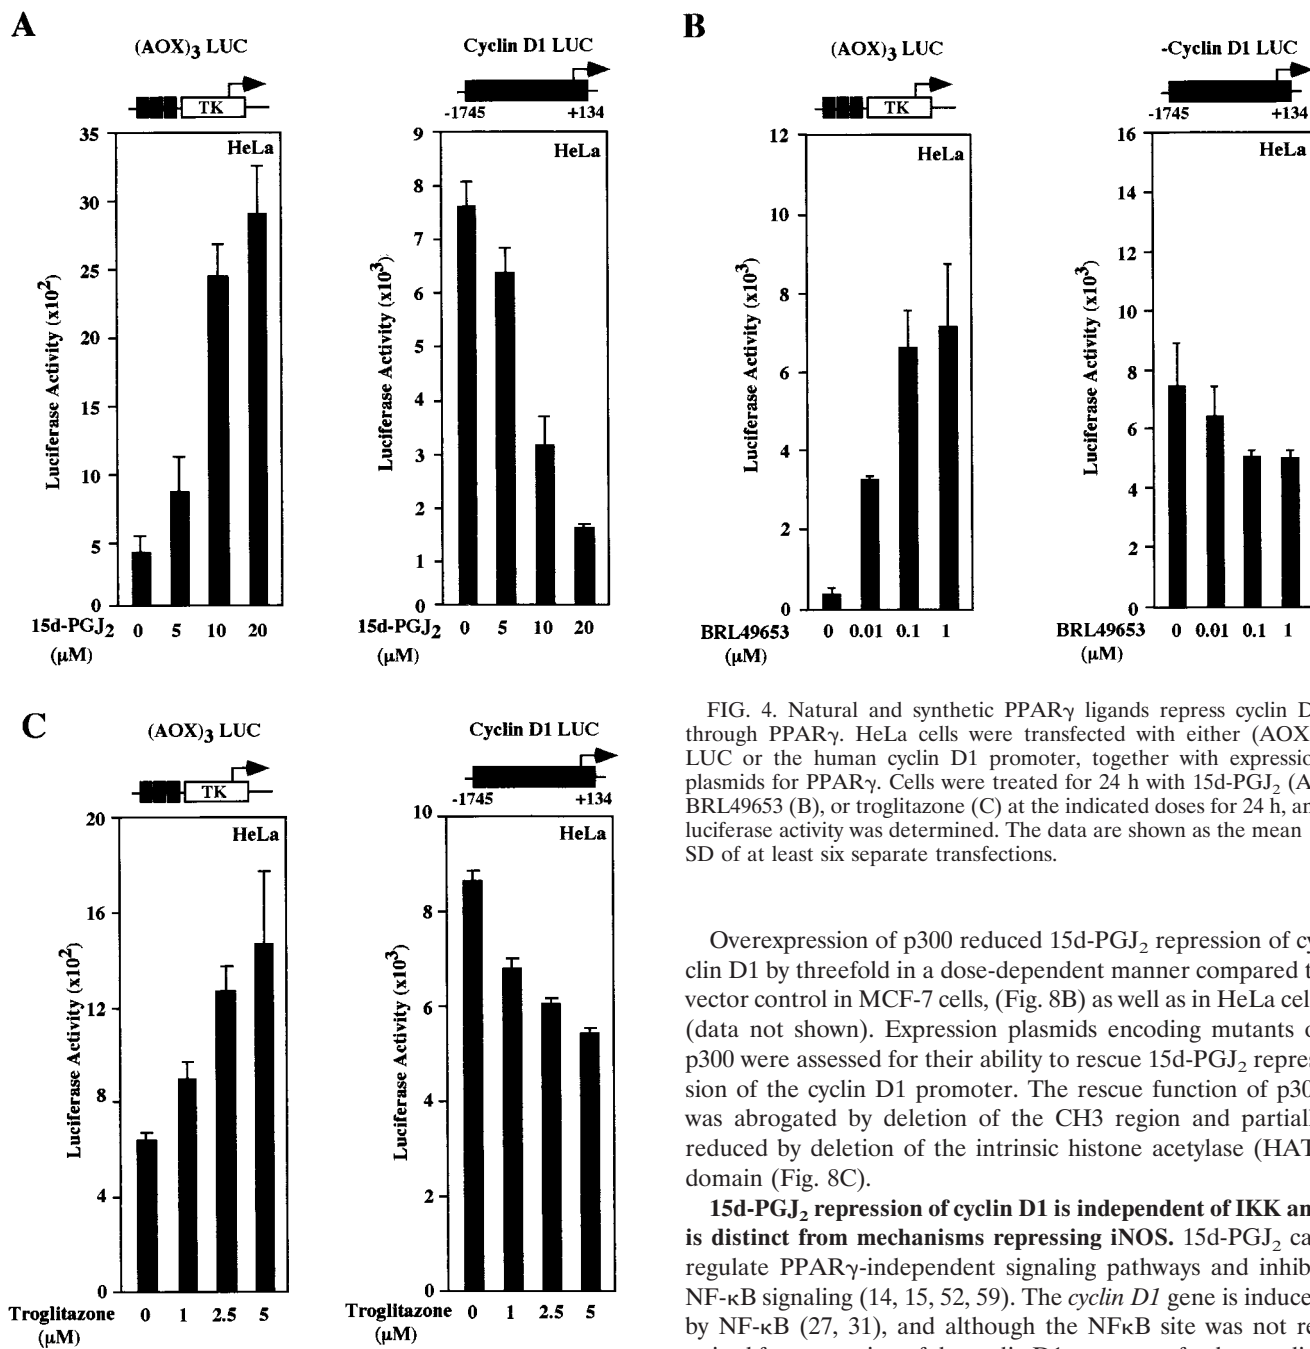 A
(AOX)3 LUC
TK
HeLa
35
30
25
20
15
10
5
0
Luciferase Activity (x10²)
15d-PGJ2 0 5 10 20
(μM)
Cyclin D1 LUC
-1745 +134
HeLa
9
8
7
6
5
4
3
2
1
0
Luciferase Activity (x10³)
15d-PGJ2 0 5 10 20
(μM)
B
(AOX)3 LUC
TK
HeLa
12
10
8
6
4
2
0
Luciferase Activity (x10³)
BRL49653 0 0.01 0.1 1
(μM)
-Cyclin D1 LUC
-1745 +134
HeLa
16
14
12
10
8
6
4
2
0
Luciferase Activity (x10³)
BRL49653 0 0.01 0.1 1
(μM)
C
(AOX)3 LUC
TK
HeLa
20
16
12
8
4
0
Luciferase Activity (x10²)
Troglitazone 0 1 2.5 5
(μM)
Cyclin D1 LUC
-1745 +134
HeLa
10
8
6
4
2
0
Luciferase Activity (x10³)
Troglitazone 0 1 2.5 5
(μM)
FIG. 4. Natural and synthetic PPARγ ligands repress cyclin D
through PPARγ. HeLa cells were transfected with either (AOX
LUC or the human cyclin D1 promoter, together with expressio
plasmids for PPARγ. Cells were treated for 24 h with 15d-PGJ2 (A
BRL49653 (B), or troglitazone (C) at the indicated doses for 24 h, an
luciferase activity was determined. The data are shown as the mean
SD of at least six separate transfections.
Overexpression of p300 reduced 15d-PGJ2 repression of cy
clin D1 by threefold in a dose-dependent manner compared t
vector control in MCF-7 cells, (Fig. 8B) as well as in HeLa cell
(data not shown). Expression plasmids encoding mutants o
p300 were assessed for their ability to rescue 15d-PGJ2 repres
sion of the cyclin D1 promoter. The rescue function of p30
was abrogated by deletion of the CH3 region and partiall
reduced by deletion of the intrinsic histone acetylase (HAT
domain (Fig. 8C).
15d-PGJ2 repression of cyclin D1 is independent of IKK an
is distinct from mechanisms repressing iNOS. 15d-PGJ2 ca
regulate PPARγ-independent signaling pathways and inhib
NF-κB signaling (14, 15, 52, 59). The cyclin D1 gene is induce
by NF-κB (27, 31), and although the NFκB site was not re